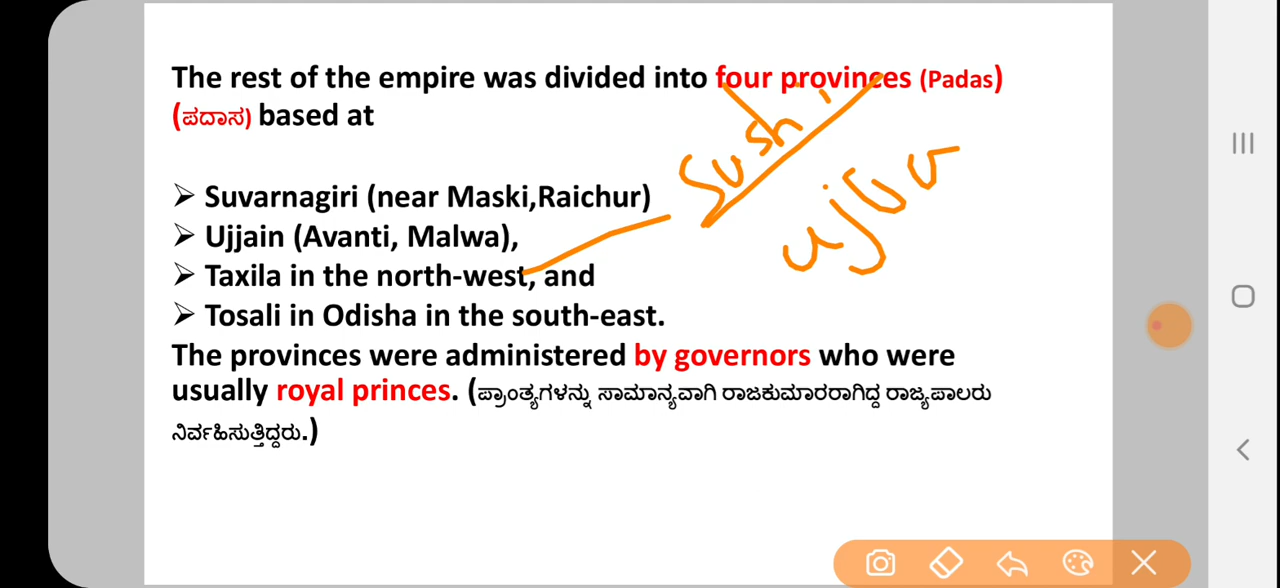 The rest of the empire was divided into four provinces (Padas)
(ಪದಾಸ) based at
➢ Suvarnagiri (near Maski,Raichur)
➢ Ujjain (Avanti, Malwa),
➢ Taxila in the north-west, and
➢ Tosali in Odisha in the south-east.
The provinces were administered by governors who were
usually royal princes. (ಪ್ರಾಂತ್ಯಗಳನ್ನು ಸಾಮಾನ್ಯವಾಗಿ ರಾಜಕುಮಾರರಾಗಿದ್ದ ರಾಜ್ಯಪಾಲರು
ನಿರ್ವಹಿಸುತ್ತಿದ್ದರು.)